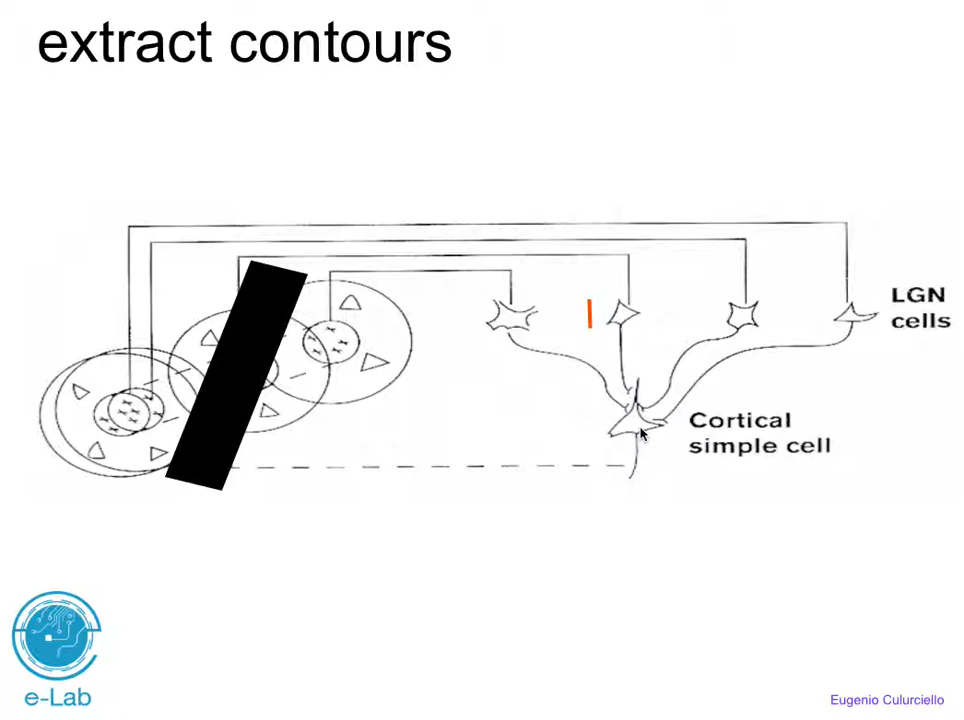 extract contours
LGN
cells
Cortical
simple cell
e-Lab
Eugenio Culurciello